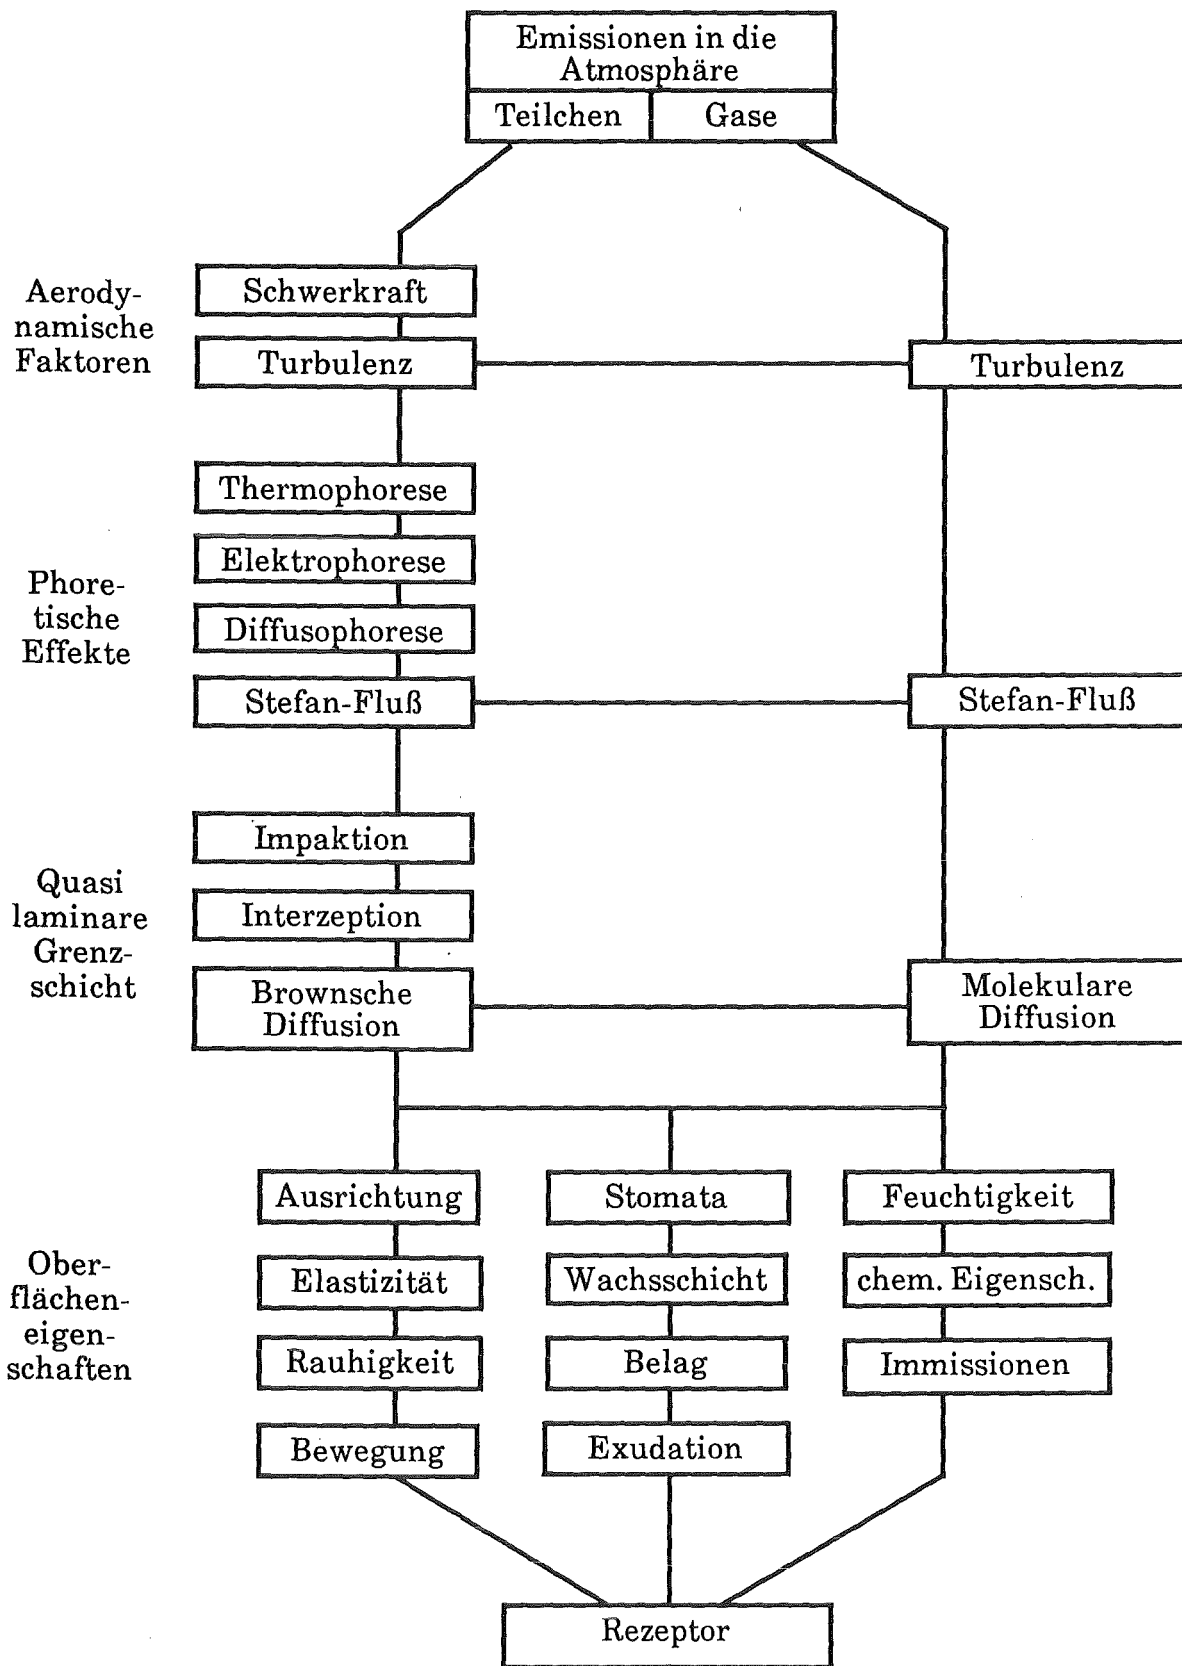 Emissionen in die
Atmosphäre
Teilchen
Gase
Aerody-
namische
Faktoren
Schwerkraft
Turbulenz
Turbulenz
Phore-
tische
Effekte
Thermophorese
Elektrophorese
Diffusophorese
Stefan-Fluß
Stefan-Fluß
Quasi
laminare
Grenz-
schicht
Impaktion
Interzeption
Brownsche
Diffusion
Molekulare
Diffusion
Ober-
flächen-
eigen-
schaften
Ausrichtung
Elastizität
Rauhigkeit
Bewegung
Stomata
Wachsschicht
Belag
Exudation
Feuchtigkeit
chem. Eigensch.
Immissionen
Rezeptor